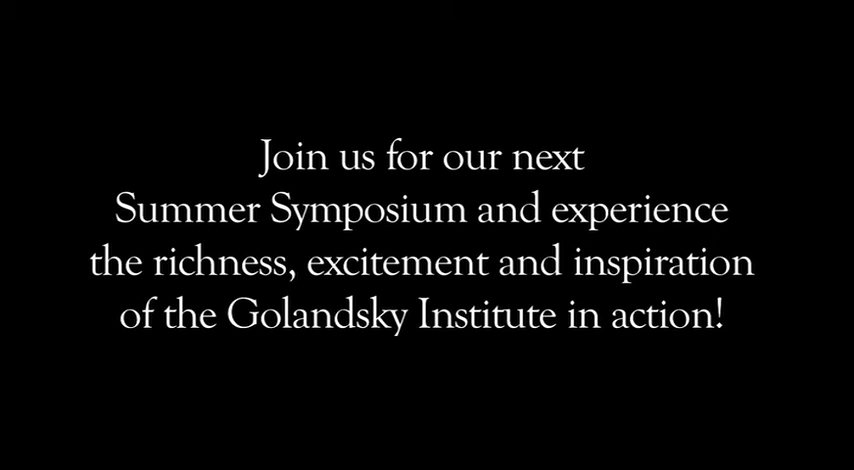 Join us for our next
Summer Symposium and experience
the richness, excitement and inspiration
of the Golandsky Institute in action!